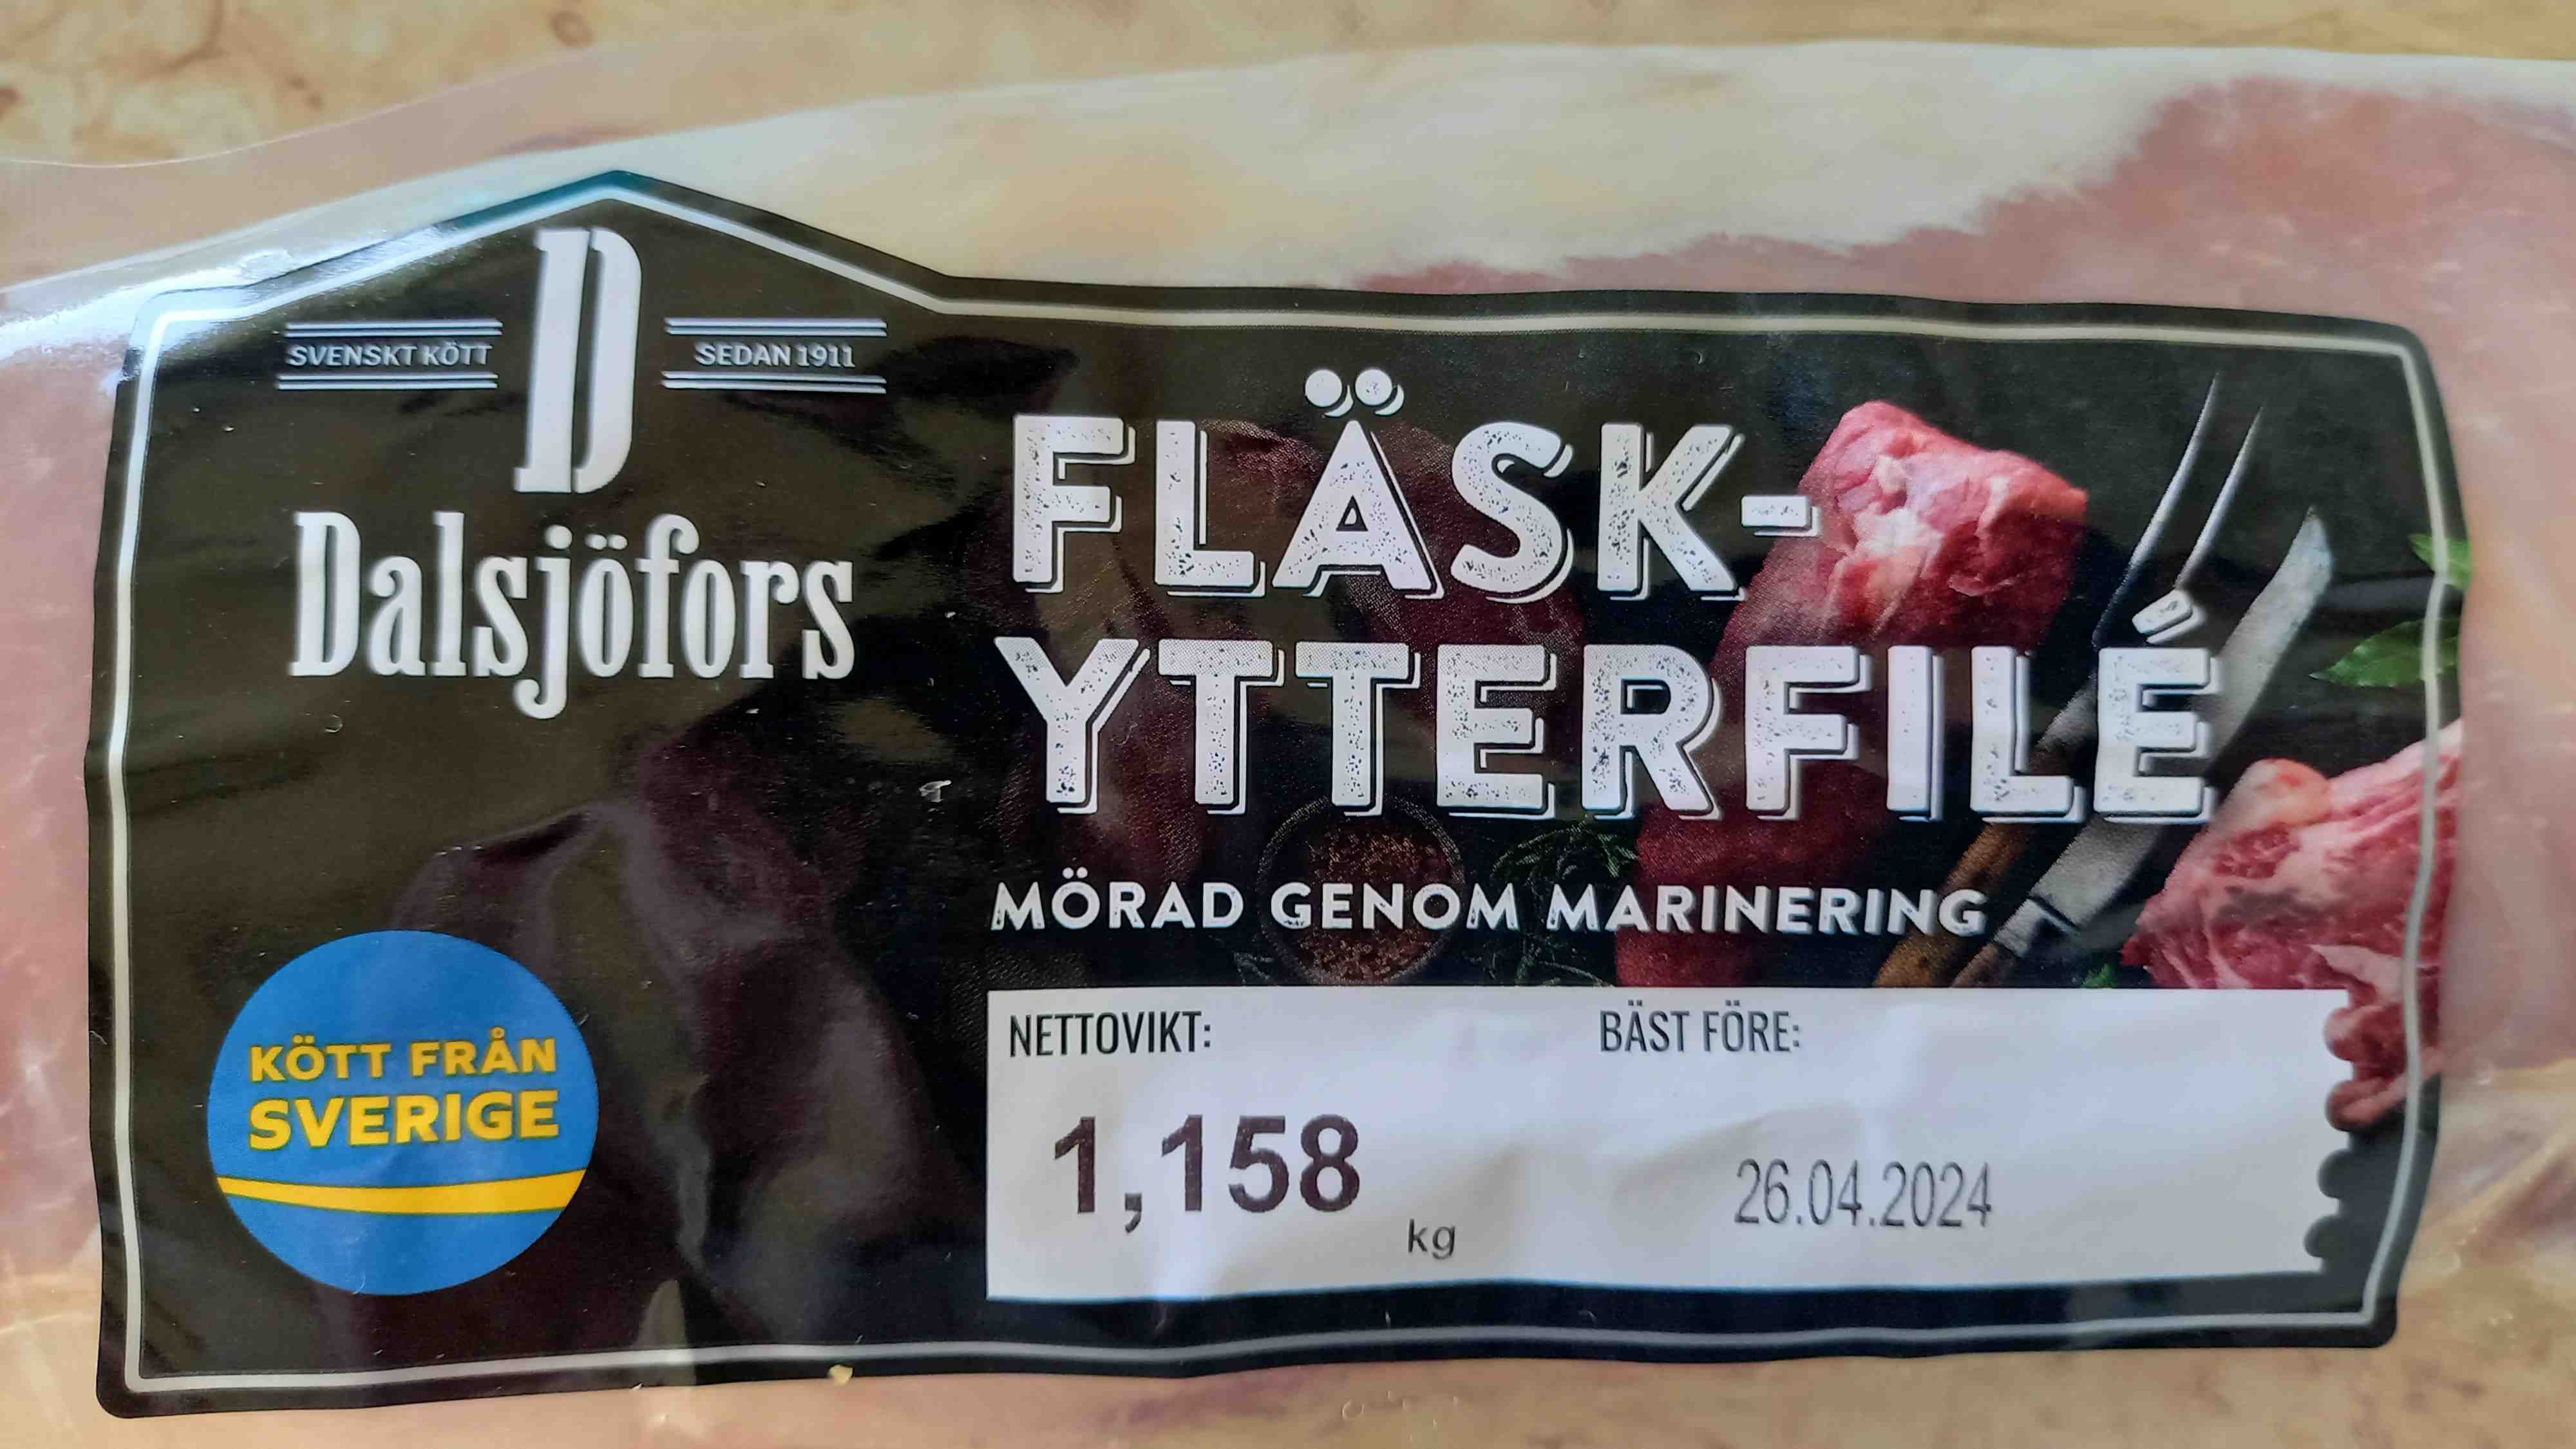 D
SVENSKT KÖTT
SEDAN 1911
Dalsjöfors
FLÄSK-
YTTERFILÉ
MÖRAD GENOM MARINERING
KÖTT FRÅN
SVERIGE
NETTOVIKT:
1,158 kg
BÄST FÖRE:
26.04.2024